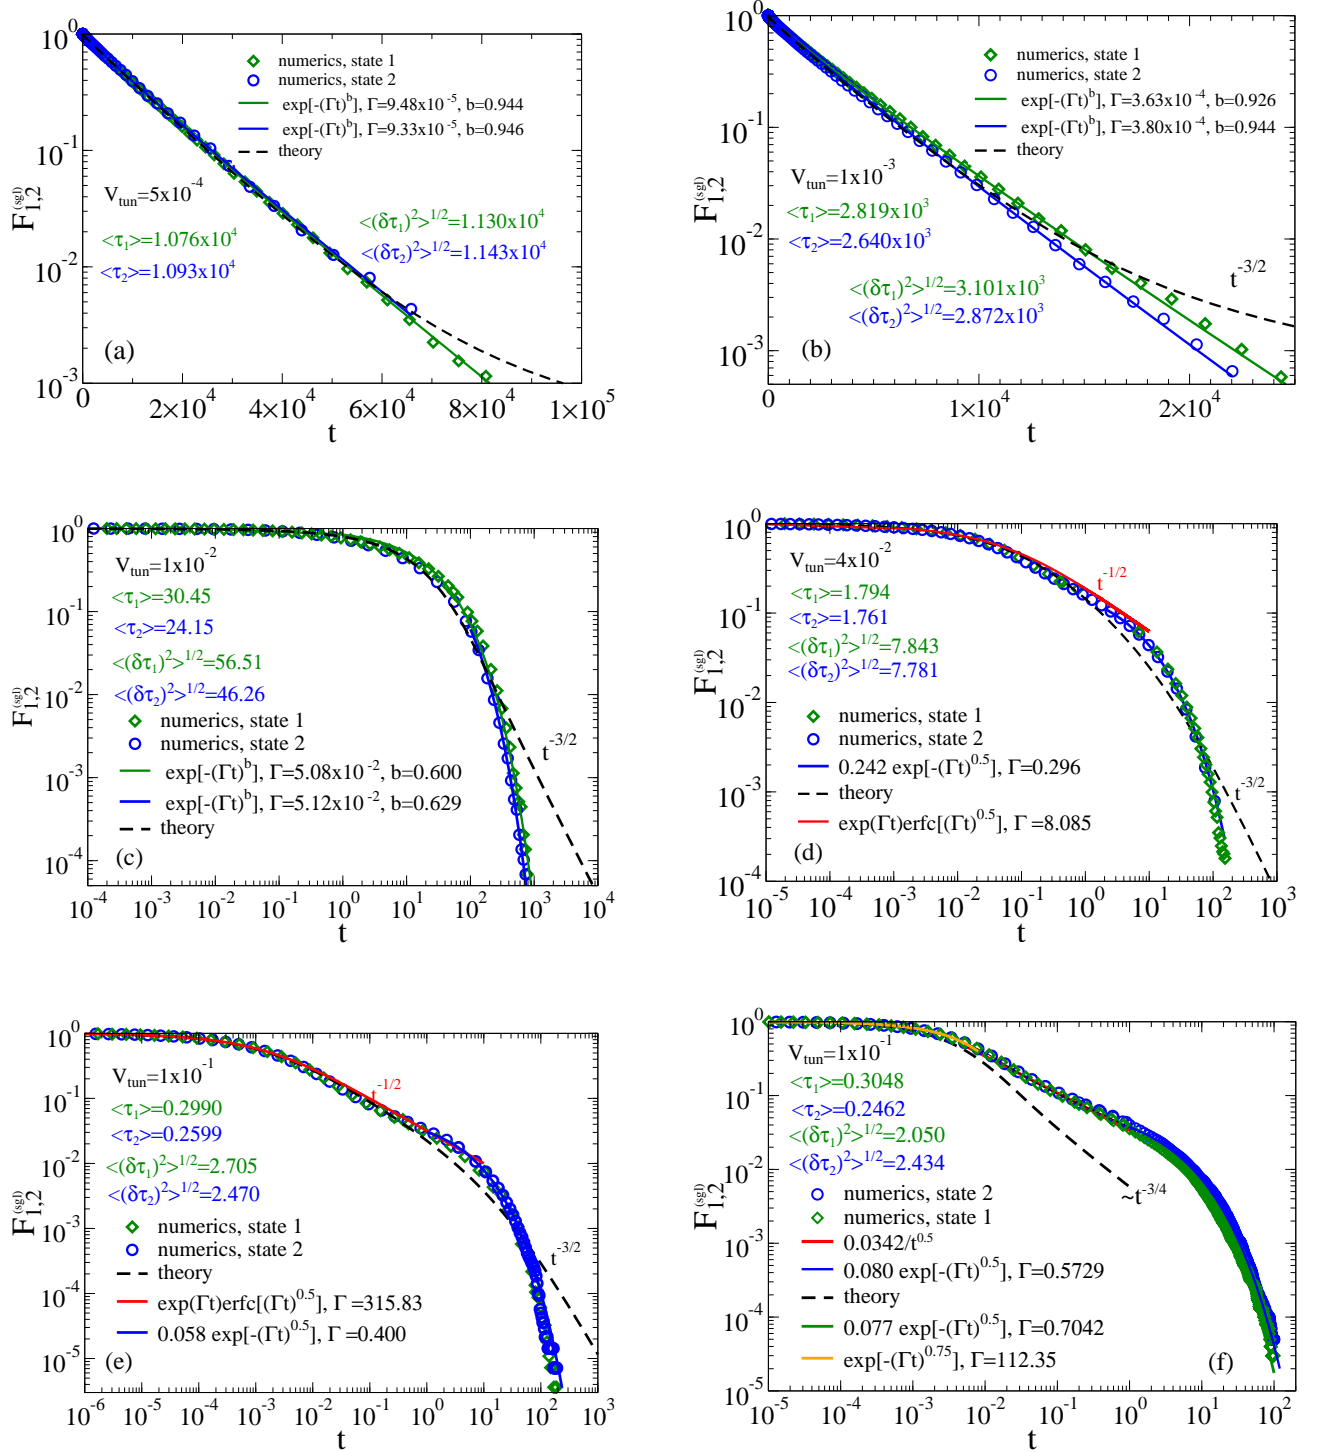 10^0
10^-1
10^-2
10^-3
F_{1,2}^{(sgl)}
numerics, state 1
numerics, state 2
exp[-(Γt)^b], Γ=9.48x10^-5, b=0.944
exp[-(Γt)^b], Γ=9.33x10^-5, b=0.946
theory
V_tun=5x10^-4
<τ_1>=1.076x10^4
<τ_2>=1.093x10^4
<(δτ_1)^2>^1/2=1.130x10^4
<(δτ_2)^2>^1/2=1.143x10^4
(a)
0 2×10^4 4×10^4 6×10^4 8×10^4 1×10^5
t
10^0
10^-1
10^-2
10^-3
F_{1,2}^{(sgl)}
numerics, state 1
numerics, state 2
exp[-(Γt)^b], Γ=3.63x10^-4, b=0.926
exp[-(Γt)^b], Γ=3.80x10^-4, b=0.944
theory
V_tun=1x10^-3
<τ_1>=2.819x10^3
<τ_2>=2.640x10^3
<(δτ_1)^2>^1/2=3.101x10^3
<(δτ_2)^2>^1/2=2.872x10^3
t^-3/2
(b)
0 1×10^4 2×10^4
t
10^0
10^-1
10^-2
10^-3
10^-4
F_{1,2}^{(sgl)}
V_tun=1x10^-2
<τ_1>=30.45
<τ_2>=24.15
<(δτ_1)^2>^1/2=56.51
<(δτ_2)^2>^1/2=46.26
numerics, state 1
numerics, state 2
exp[-(Γt)^b], Γ=5.08x10^-2, b=0.600
exp[-(Γt)^b], Γ=5.12x10^-2, b=0.629
theory
t^-3/2
(c)
10^-4 10^-3 10^-2 10^-1 10^0 10^1 10^2 10^3 10^4
t
10^0
10^-1
10^-2
10^-3
10^-4
F_{1,2}^{(sgl)}
V_tun=4x10^-2
<τ_1>=1.794
<τ_2>=1.761
<(δτ_1)^2>^1/2=7.843
<(δτ_2)^2>^1/2=7.781
numerics, state 1
numerics, state 2
0.242 exp[-(Γt)^0.5], Γ=0.296
theory
exp(Γt)erfc[(Γt)^0.5], Γ=8.085
t^-1/2
t^-3/2
(d)
10^-5 10^-4 10^-3 10^-2 10^-1 10^0 10^1 10^2 10^3
t
10^0
10^-1
10^-2
10^-3
10^-4
10^-5
F_{1,2}^{(sgl)}
V_tun=1x10^-1
<τ_1>=0.2990
<τ_2>=0.2599
<(δτ_1)^2>^1/2=2.705
<(δτ_2)^2>^1/2=2.470
numerics, state 1
numerics, state 2
theory
exp(Γt)erfc[(Γt)^0.5], Γ=315.83
0.058 exp[-(Γt)^0.5], Γ=0.400
t^-1/2
t^-3/2
(e)
10^-6 10^-5 10^-4 10^-3 10^-2 10^-1 10^0 10^1 10^2 10^3
t
10^0
10^-1
10^-2
10^-3
10^-4
10^-5
F_{1,2}^{(sgl)}
V_tun=1x10^-1
<τ_1>=0.3048
<τ_2>=0.2462
<(δτ_1)^2>^1/2=2.050
<(δτ_2)^2>^1/2=2.434
numerics, state 2
numerics, state 1
0.0342/t^0.5
0.080 exp[-(Γt)^0.5], Γ=0.5729
theory
0.077 exp[-(Γt)^0.5], Γ=0.7042
exp[-(Γt)^0.75], Γ=112.35
~t^-3/4
(f)
10^-5 10^-4 10^-3 10^-2 10^-1 10^0 10^1 10^2
t